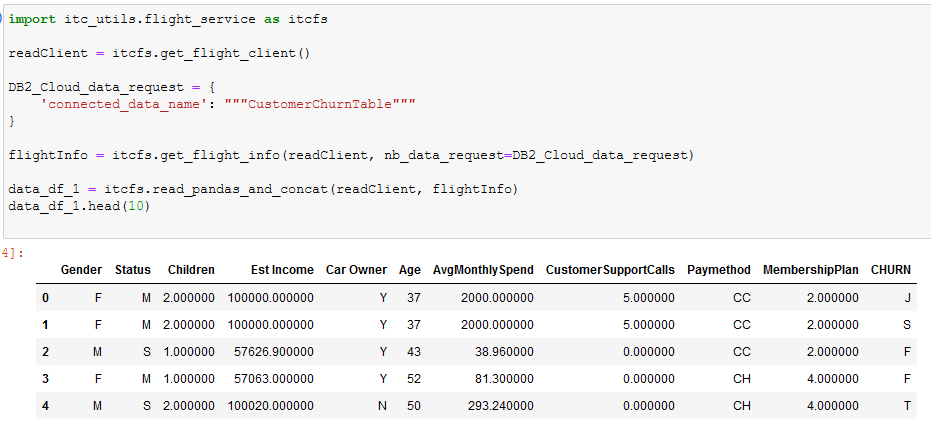 import itc_utils.flight_service as itcfs
readClient = itcfs.get_flight_client()
DB2_Cloud_data_request = {
'connected_data_name': """CustomerChurnTable"""
}
flightInfo = itcfs.get_flight_info(readClient, nb_data_request=DB2_Cloud_data_request)
data_df_1 = itcfs.read_pandas_and_concat(readClient, flightInfo)
data_df_1.head(10)
4]:
Gender Status Children Est Income Car Owner Age AvgMonthlySpend CustomerSupportCalls Paymethod MembershipPlan CHURN
0 F M 2.000000 100000.000000 Y 37 2000.000000 5.000000 CC 2.000000 J
1 F M 2.000000 100000.000000 Y 37 2000.000000 5.000000 CC 2.000000 S
2 M S 1.000000 57626.900000 Y 43 38.960000 0.000000 CC 2.000000 F
3 F M 1.000000 57063.000000 Y 52 81.300000 0.000000 CH 4.000000 F
4 M S 2.000000 100020.000000 N 50 293.240000 0.000000 CH 4.000000 T